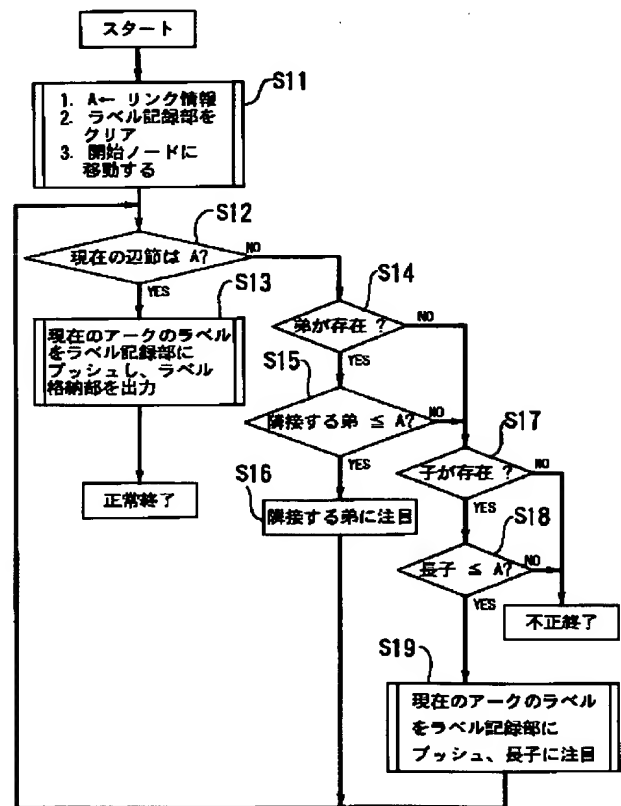 スタート
S11
1. A← リンク情報
2. ラベル記録部を
クリア
3. 開始ノードに
移動する
S12
現在の辺節は A?
NO
YES
S13
現在のアークのラベル
をラベル記録部に
プッシュし、ラベル
格納部を出力
正常終了
S14
弟が存在 ?
NO
YES
S15
隣接する弟 ≤ A?
NO
YES
S16
隣接する弟に注目
S17
子が存在 ?
NO
YES
S18
長子 ≤ A?
NO
YES
不正終了
S19
現在のアークのラベル
をラベル記録部に
プッシュ、長子に注目